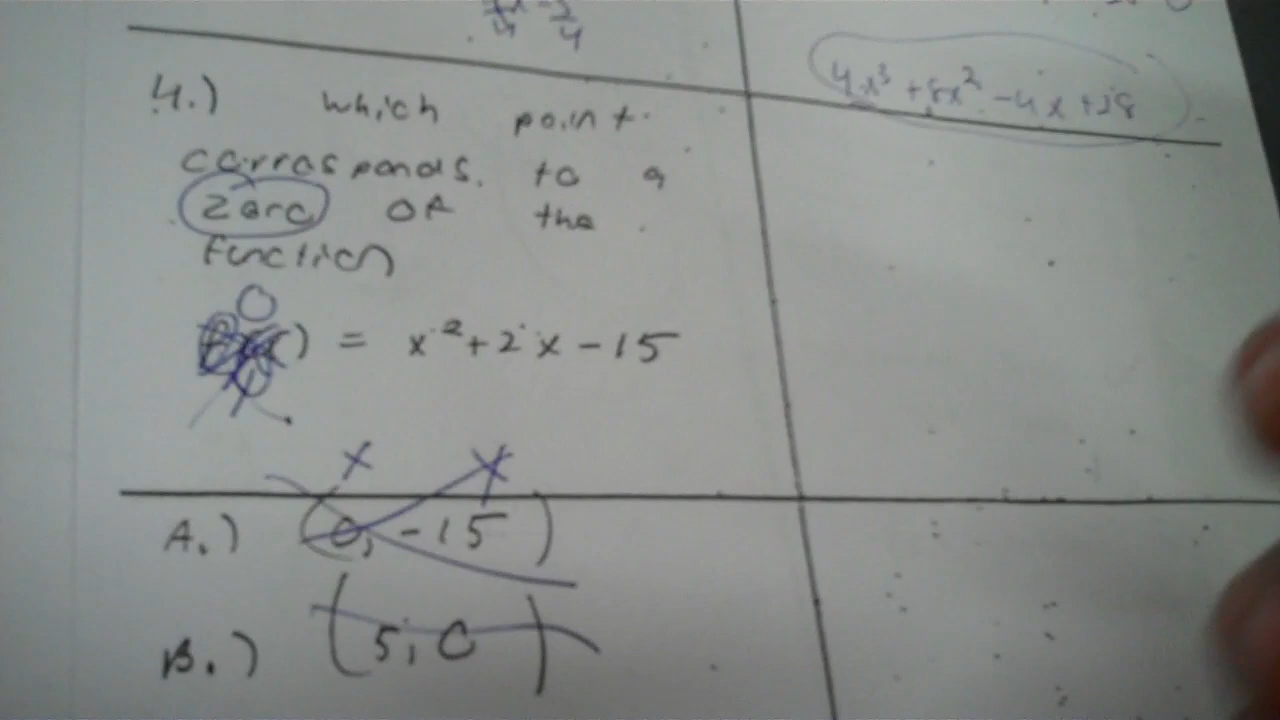 4x³ + 8x² - 4x + 28
4.) which point
corrasponds. to a
zero OF the
function
= x² + 2x - 15
x x
A.) (0, -15)
B.) (5, 0)